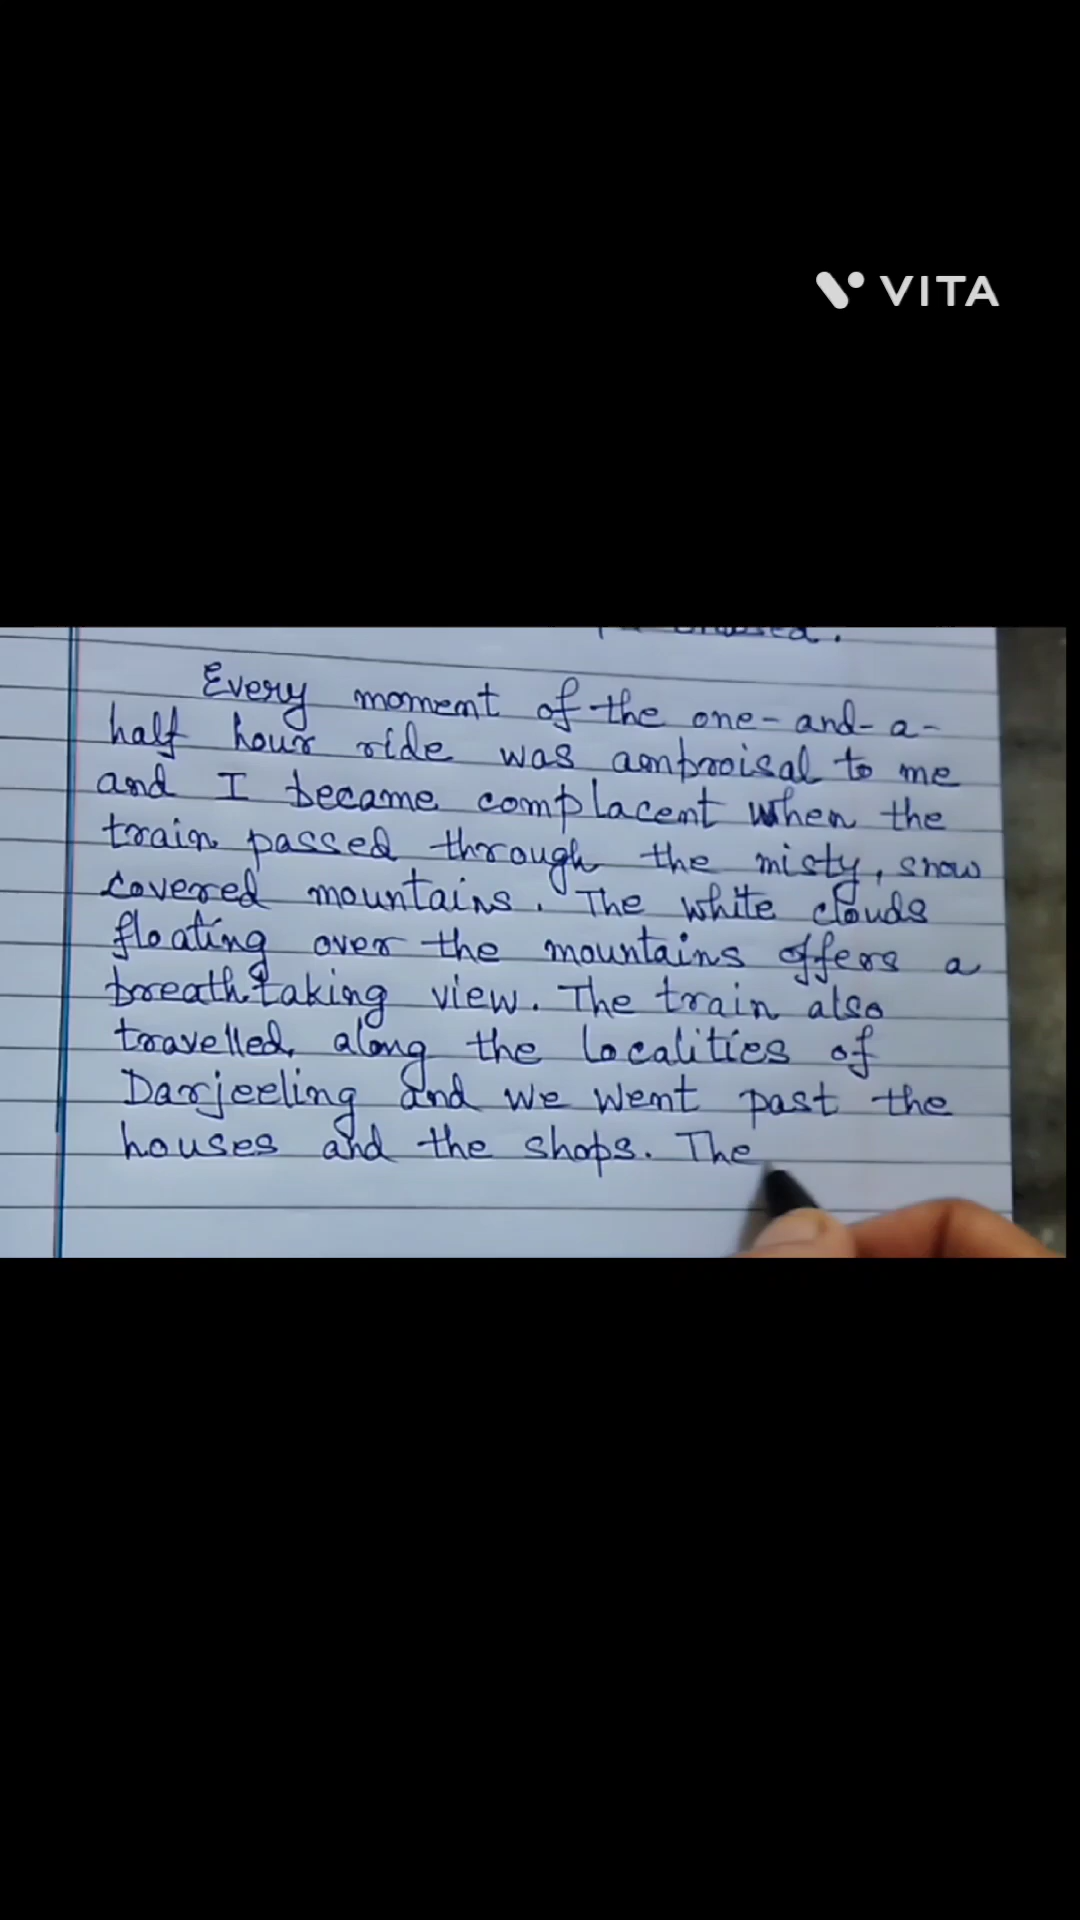 VITA
Every moment of the one-and-a-
half hour ride was ambroisal to me
and I became complacent when the
train passed through the misty, snow
covered mountains. The white clouds
floating over the mountains offers a
breathtaking view. The train also
travelled along the localities of
Darjeeling and we went past the
houses and the shops. The